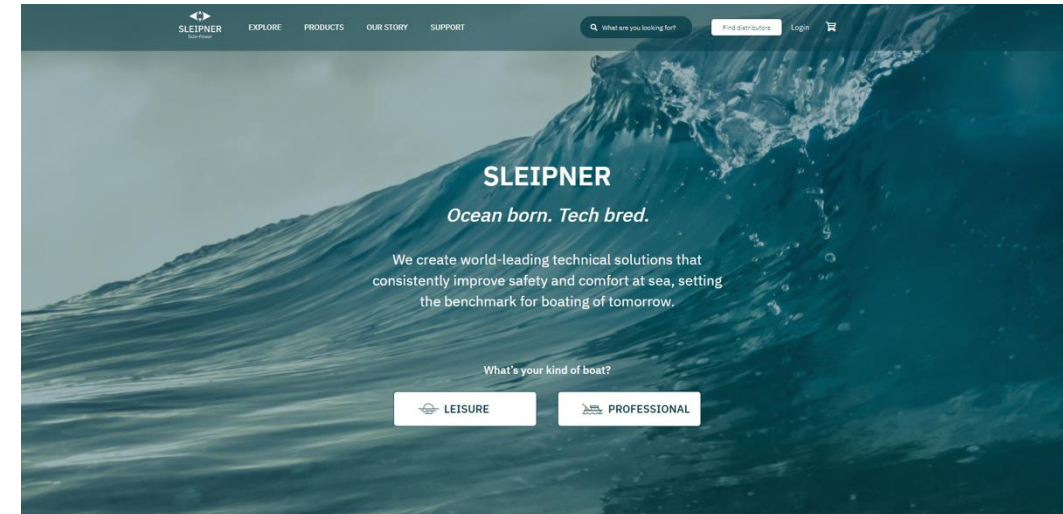 SLEIPNER
Side-Power
EXPLORE PRODUCTS OUR STORY SUPPORT
What are you looking for?
Find distributors
Login
SLEIPNER
Ocean born. Tech bred.
We create world-leading technical solutions that
consistently improve safety and comfort at sea, setting
the benchmark for boating of tomorrow.
What's your kind of boat?
LEISURE
PROFESSIONAL